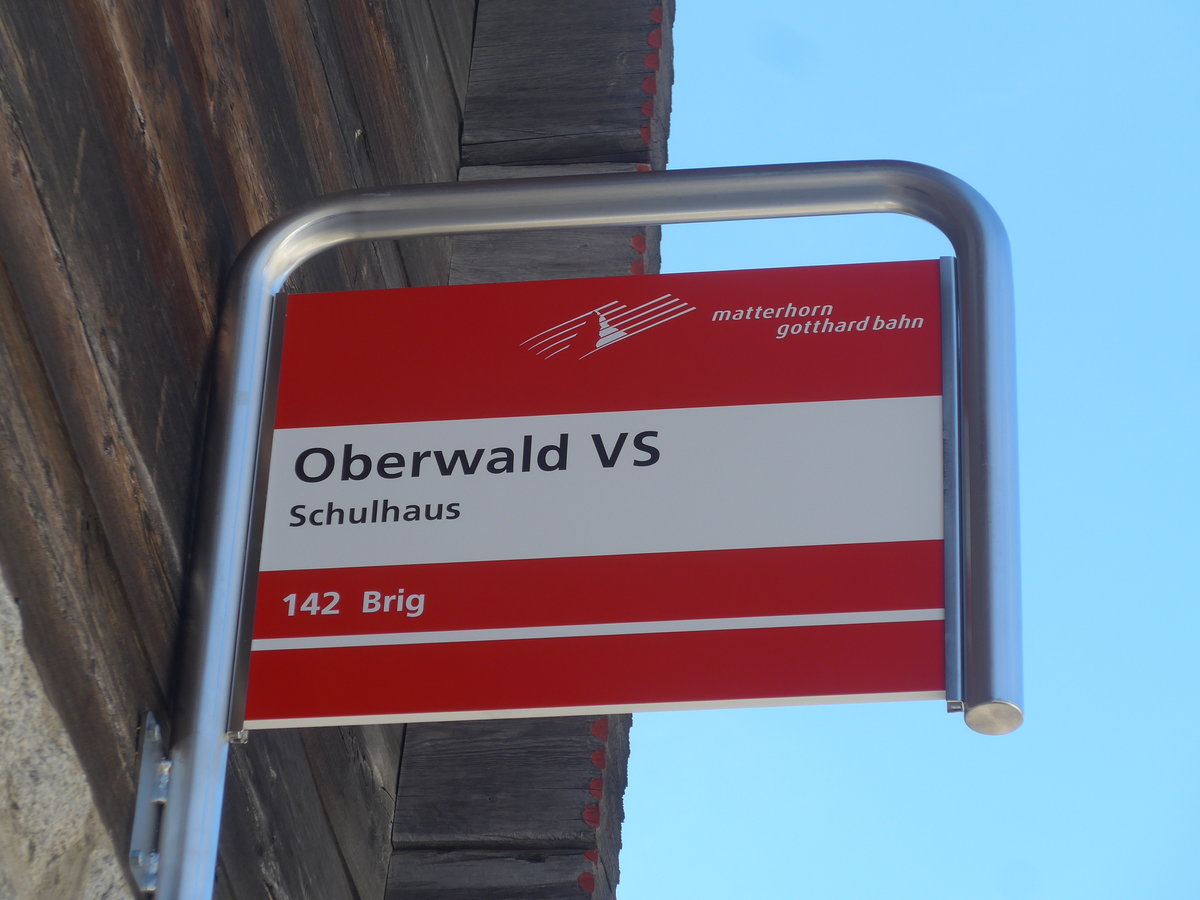 matterhorn
gotthard bahn
Oberwald VS
Schulhaus
142 Brig